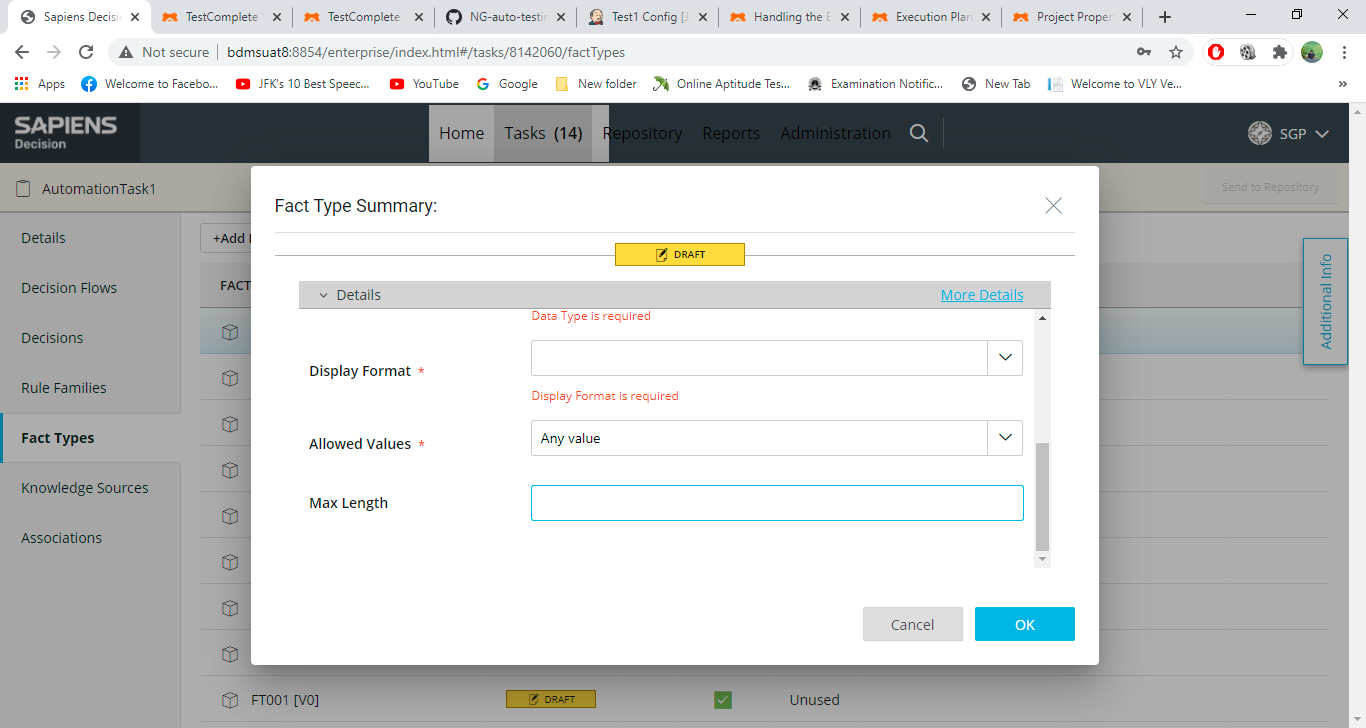 Sapiens Decisi
TestComplete
TestComplete
NG-auto-testin
Test1 Config [J
Handling the E
Execution Plan
Project Proper
Not secure
bdmsuat8:8854/enterprise/index.html#/tasks/8142060/factTypes
Apps
Welcome to Facebo...
JFK's 10 Best Speec...
YouTube
Google
New folder
Online Aptitude Tes...
Examination Notific...
New Tab
Welcome to VLY Ve...
»
SAPIENS
Decision
Home
Tasks (14)
Repository
Reports
Administration
SGP
AutomationTask1
Send to Repository
Details
Decision Flows
Decisions
Rule Families
Fact Types
Knowledge Sources
Associations
+Add
FACT
Additional Info
Fact Type Summary:
DRAFT
Details
More Details
Data Type is required
Display Format *
Display Format is required
Allowed Values *
Any value
Max Length
Cancel
OK
FT001 [V0]
DRAFT
Unused